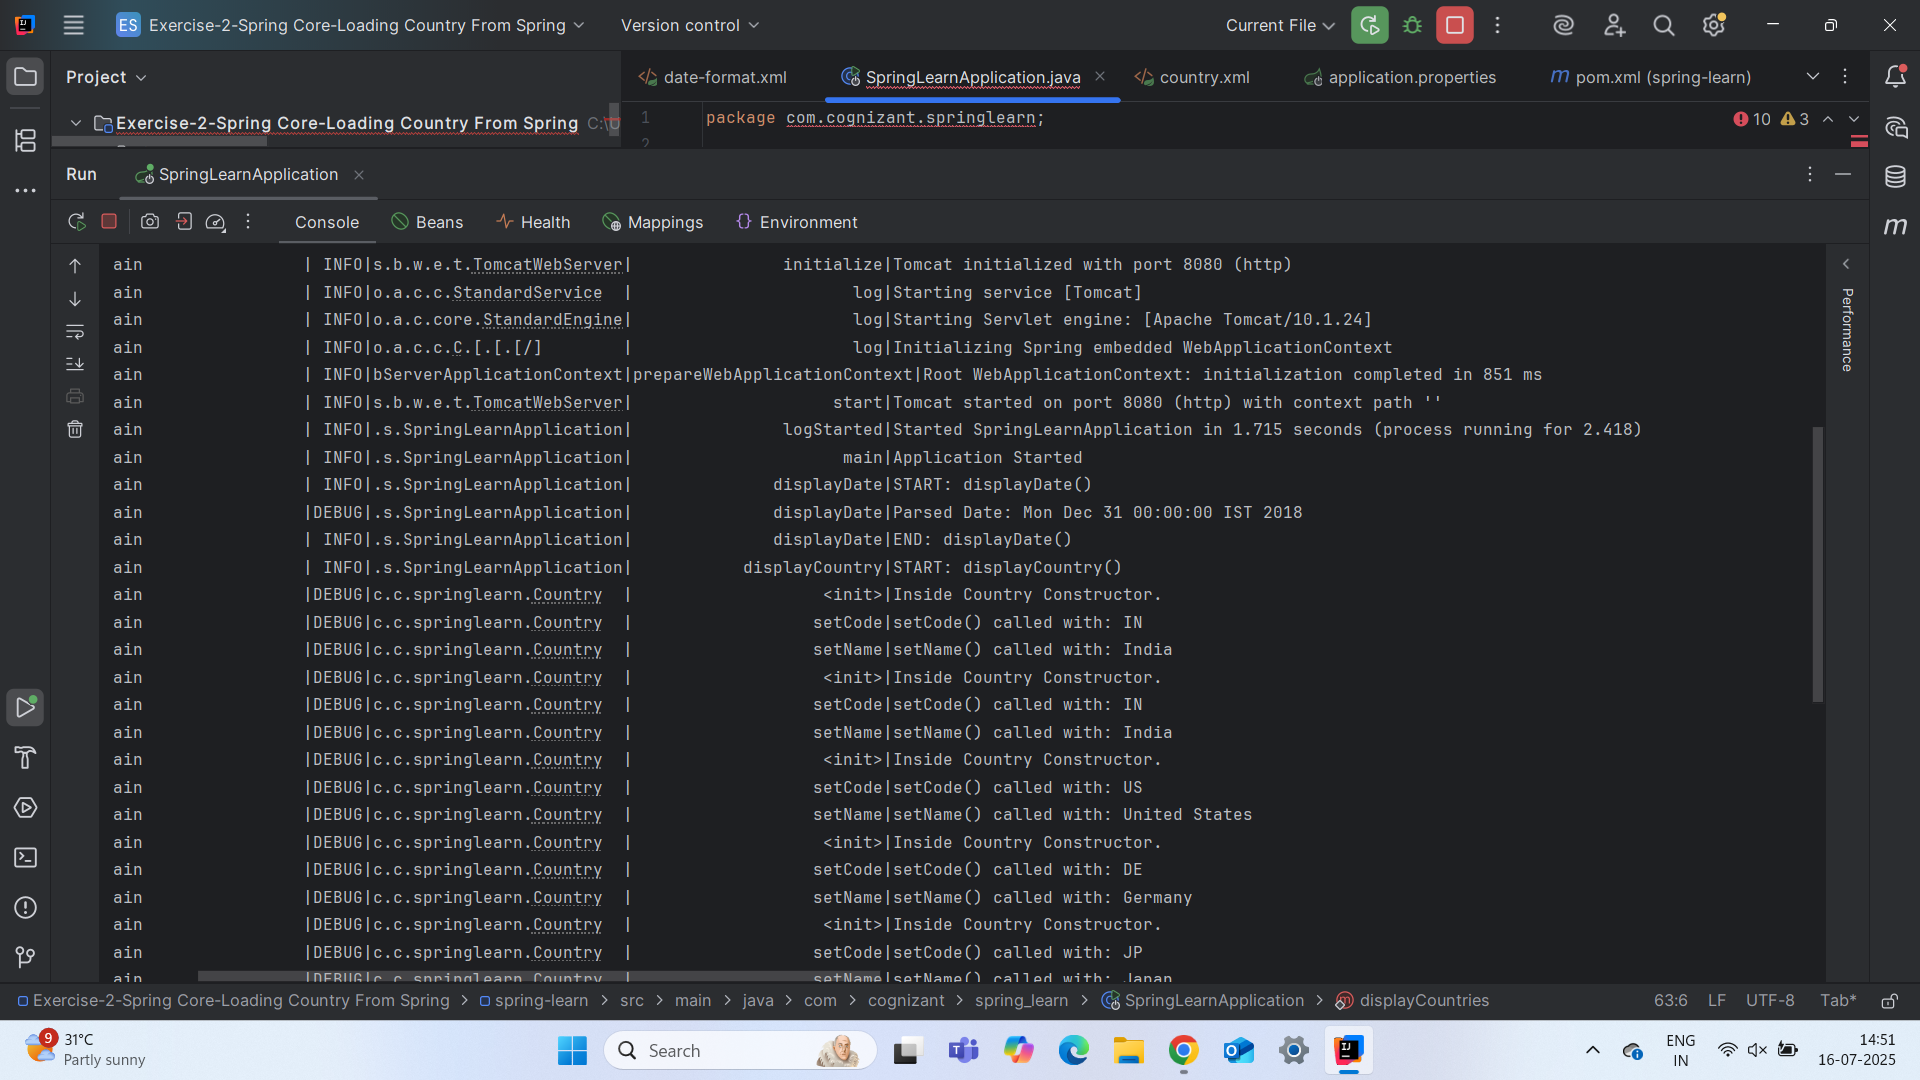 ES Exercise-2-Spring Core-Loading Country From Spring Version control Current File
Project date-format.xml SpringLearnApplication.java country.xml application.properties m pom.xml (spring-learn)
Exercise-2-Spring Core-Loading Country From Spring 1 package com.cognizant.springlearn; 10 3
2
Run SpringLearnApplication
Console Beans Health Mappings Environment
ain | INFO|s.b.w.e.t.TomcatWebServer| initialize|Tomcat initialized with port 8080 (http)
ain | INFO|o.a.c.c.StandardService | log|Starting service [Tomcat]
ain | INFO|o.a.c.core.StandardEngine| log|Starting Servlet engine: [Apache Tomcat/10.1.24]
ain | INFO|o.a.c.c.C.[.[.[/] | log|Initializing Spring embedded WebApplicationContext
ain | INFO|bServerApplicationContext|prepareWebApplicationContext|Root WebApplicationContext: initialization completed in 851 ms
ain | INFO|s.b.w.e.t.TomcatWebServer| start|Tomcat started on port 8080 (http) with context path ''
ain | INFO|.s.SpringLearnApplication| logStarted|Started SpringLearnApplication in 1.715 seconds (process running for 2.418)
ain | INFO|.s.SpringLearnApplication| main|Application Started
ain | INFO|.s.SpringLearnApplication| displayDate|START: displayDate()
ain |DEBUG|.s.SpringLearnApplication| displayDate|Parsed Date: Mon Dec 31 00:00:00 IST 2018
ain | INFO|.s.SpringLearnApplication| displayDate|END: displayDate()
ain | INFO|.s.SpringLearnApplication| displayCountry|START: displayCountry()
ain |DEBUG|c.c.springlearn.Country | <init>|Inside Country Constructor.
ain |DEBUG|c.c.springlearn.Country | setCode|setCode() called with: IN
ain |DEBUG|c.c.springlearn.Country | setName|setName() called with: India
ain |DEBUG|c.c.springlearn.Country | <init>|Inside Country Constructor.
ain |DEBUG|c.c.springlearn.Country | setCode|setCode() called with: IN
ain |DEBUG|c.c.springlearn.Country | setName|setName() called with: India
ain |DEBUG|c.c.springlearn.Country | <init>|Inside Country Constructor.
ain |DEBUG|c.c.springlearn.Country | setCode|setCode() called with: US
ain |DEBUG|c.c.springlearn.Country | setName|setName() called with: United States
ain |DEBUG|c.c.springlearn.Country | <init>|Inside Country Constructor.
ain |DEBUG|c.c.springlearn.Country | setCode|setCode() called with: DE
ain |DEBUG|c.c.springlearn.Country | setName|setName() called with: Germany
ain |DEBUG|c.c.springlearn.Country | <init>|Inside Country Constructor.
ain |DEBUG|c.c.springlearn.Country | setCode|setCode() called with: JP
ain |DEBUG|c.c.springlearn.Country | setName|setName() called with: Japan
Performance
Exercise-2-Spring Core-Loading Country From Spring > spring-learn > src > main > java > com > cognizant > spring_learn > SpringLearnApplication > displayCountries 63:6 LF UTF-8 Tab*
9 31°C
Partly sunny
Search
ENG
IN
14:51
16-07-2025